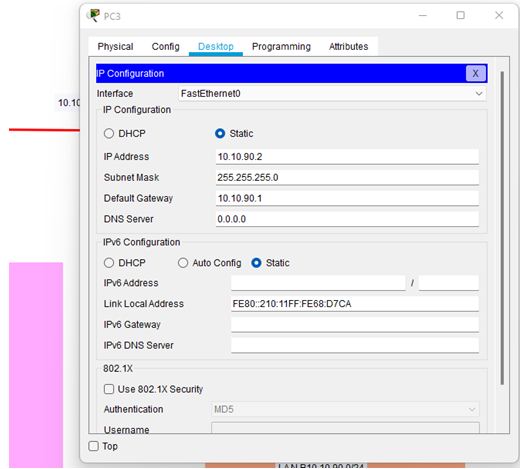 PC3
Physical Config Desktop Programming Attributes
IP Configuration X
Interface FastEthernet0
IP Configuration
DHCP Static
10.10
IP Address 10.10.90.2
Subnet Mask 255.255.255.0
Default Gateway 10.10.90.1
DNS Server 0.0.0.0
IPv6 Configuration
DHCP Auto Config Static
IPv6 Address /
Link Local Address FE80::210:11FF:FE68:D7CA
IPv6 Gateway
IPv6 DNS Server
802.1X
Use 802.1X Security
Authentication MD5
Username
Top
LAN B10.10.90.0/24